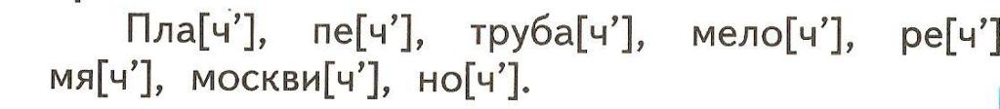 Пла[ч’], пе[ч’], труба[ч’], мело[ч’], ре[ч’]
мя[ч’], москви[ч’], но[ч’].